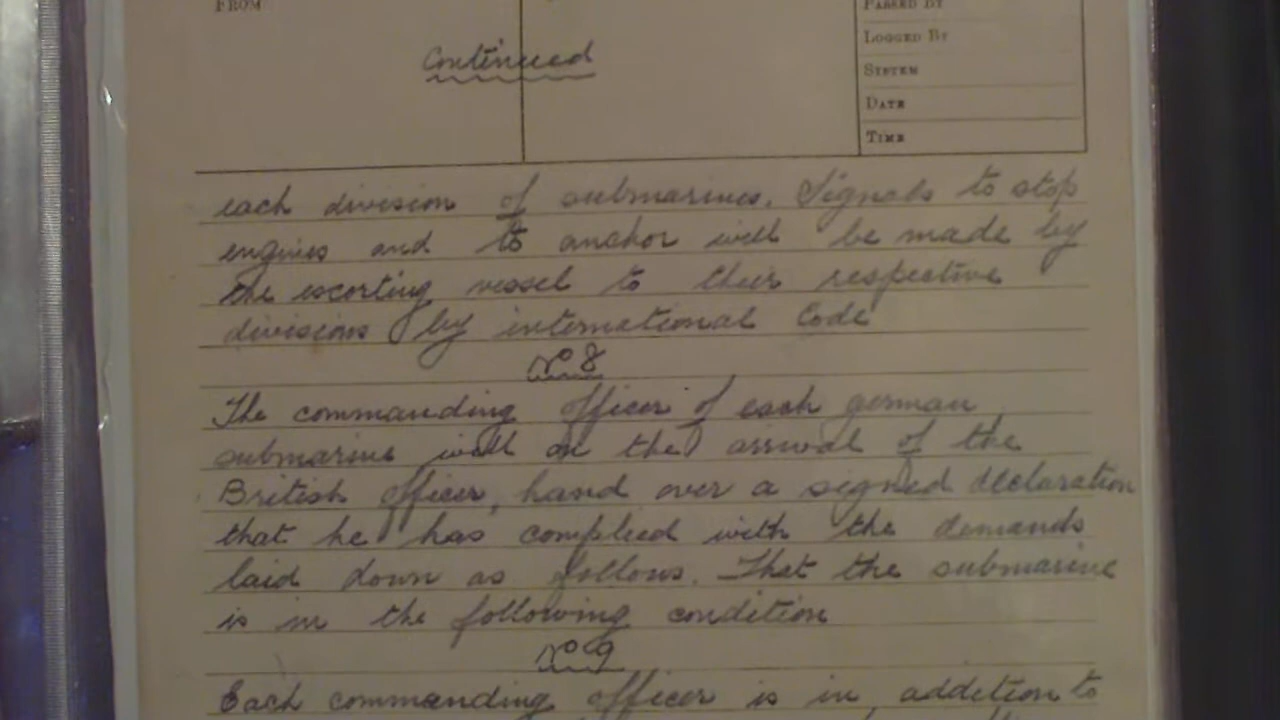 FROM
PASSED BY
LOGGED BY
SYSTEM
DATE
TIME
Continued
each division of submarines. Signals to stop
engines and to anchor will be made by
the escorting vessel to their respective
divisions by international Code
No 8
The commanding officer of each german
submarine will on the arrival of the
British officer, hand over a signed declaration
that he has complied with the demands
laid down as follows. That the submarine
is in the following condition
No 9
Each commanding officer is in, addition to